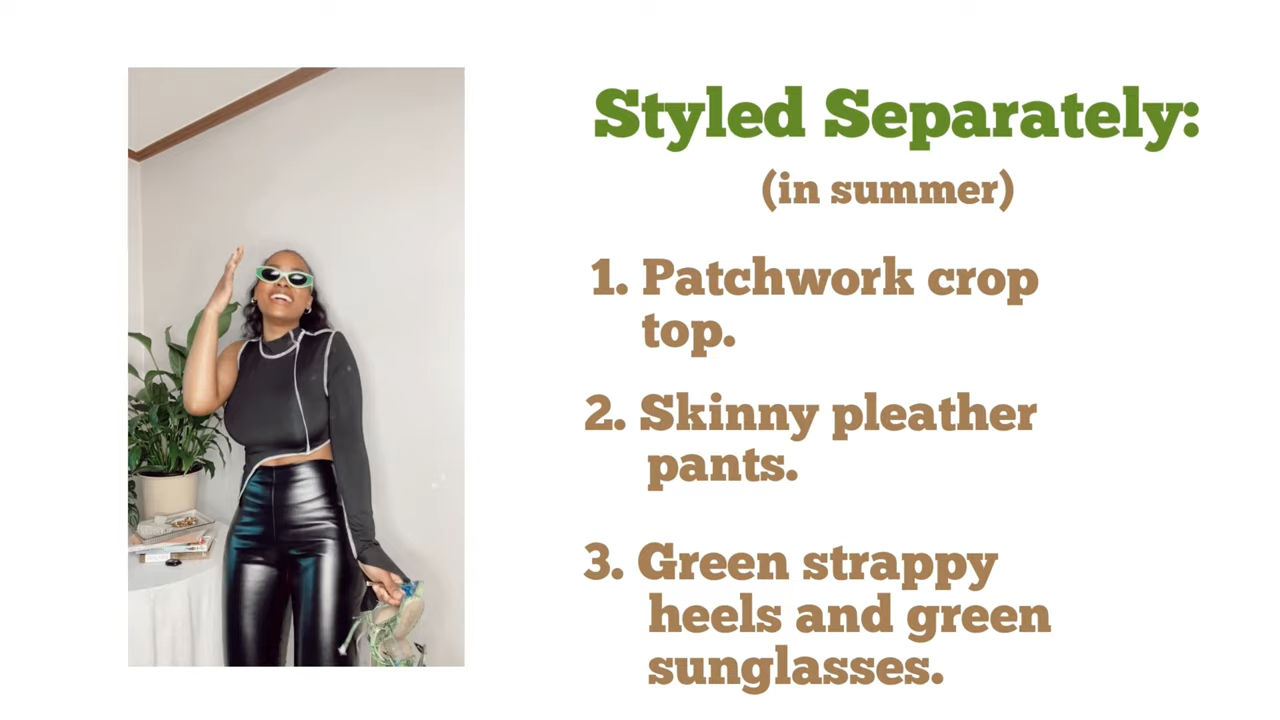 Styled Separately:
(in summer)
1. Patchwork crop
top.
2. Skinny pleather
pants.
3. Green strappy
heels and green
sunglasses.